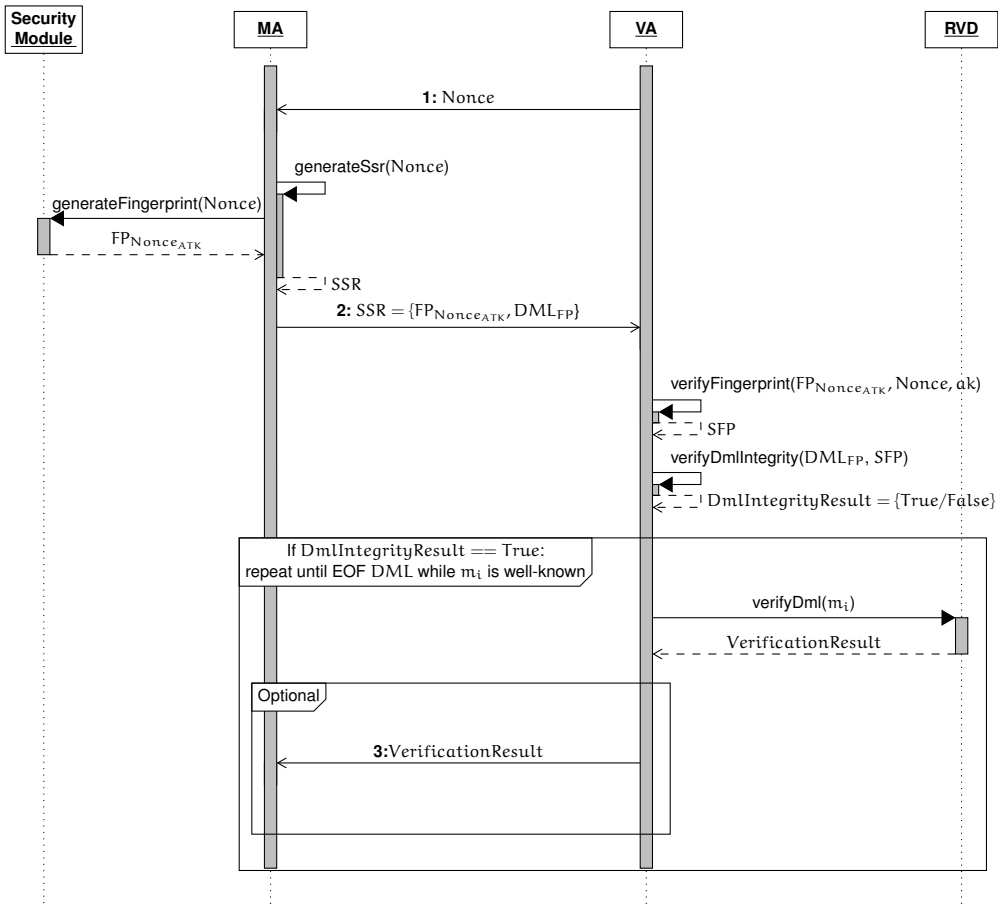 Security
Module
MA
VA
RVD
1: Nonce
generateSsr(Nonce)
generateFingerprint(Nonce)
FP_Nonce_ATK
SSR
2: SSR = {FP_Nonce_ATK, DML_FP}
verifyFingerprint(FP_Nonce_ATK, Nonce, ak)
SFP
verifyDmlIntegrity(DML_FP, SFP)
DmlIntegrityResult = {True/False}
If DmlIntegrityResult == True:
repeat until EOF DML while m_i is well-known
verifyDml(m_i)
VerificationResult
Optional
3:VerificationResult